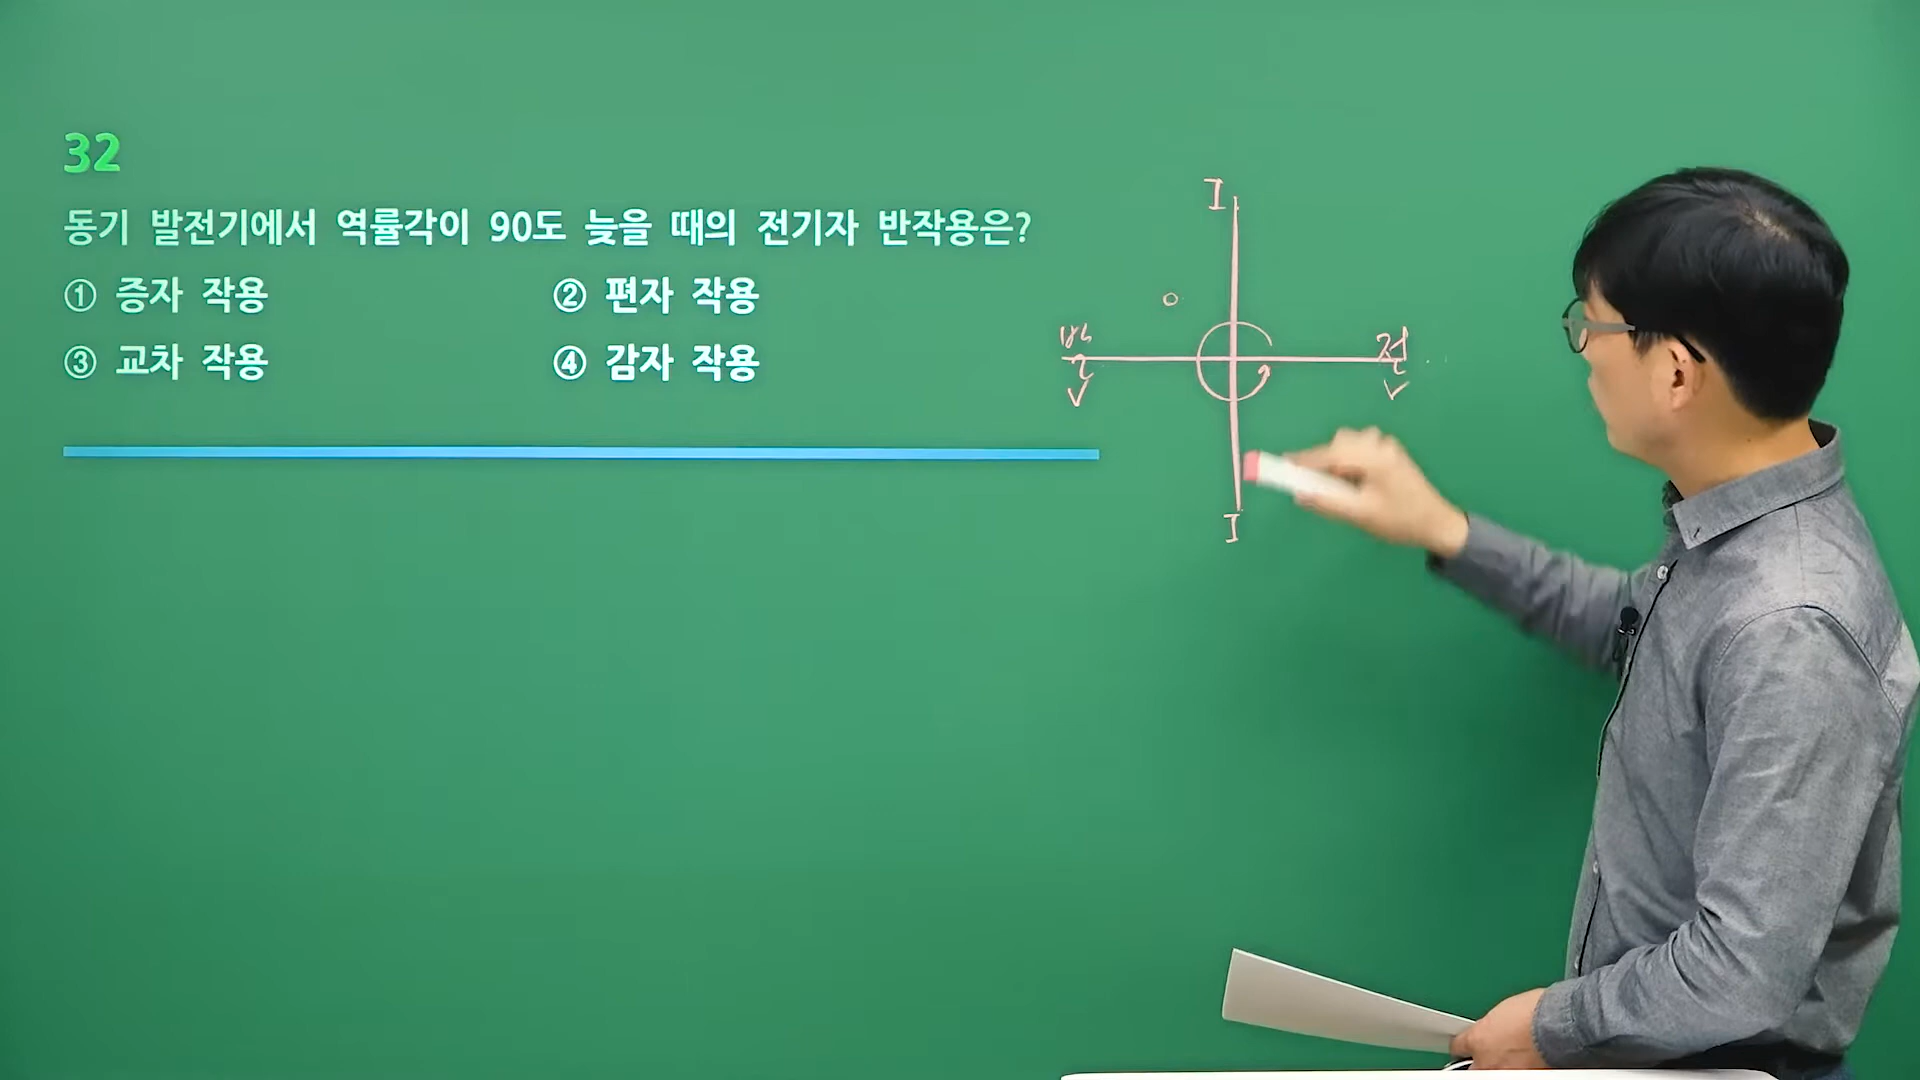 32
동기 발전기에서 역률각이 90도 늦을 때의 전기자 반작용은?
① 증자 작용 ② 편자 작용
③ 교차 작용 ④ 감자 작용
I
V
V
I